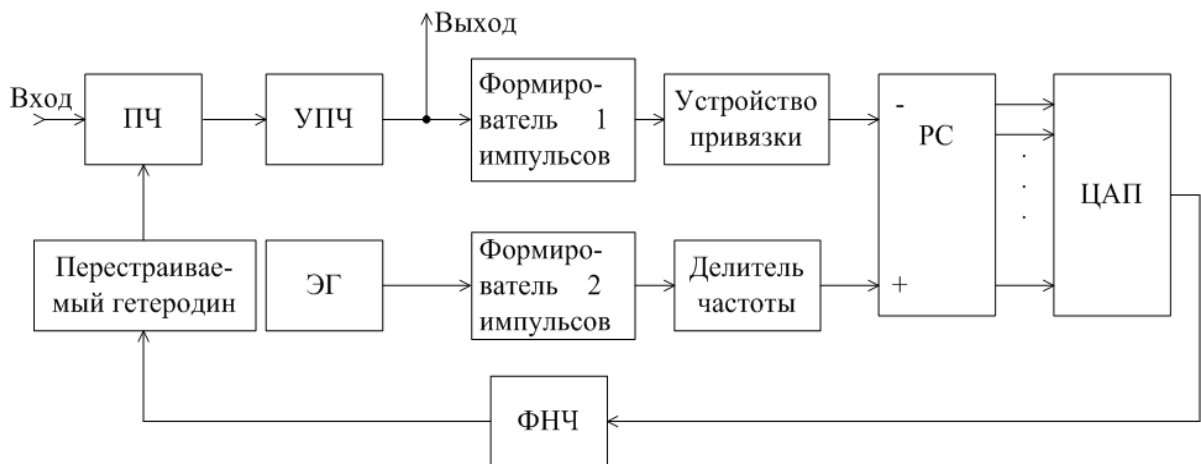 Выход
Вход
ПЧ
УПЧ
Формиро-
ватель 1
импульсов
Устройство
привязки
-
РС
+
ЦАП
Перестраивае-
мый гетеродин
ЭГ
Формиро-
ватель 2
импульсов
Делитель
частоты
ФНЧ